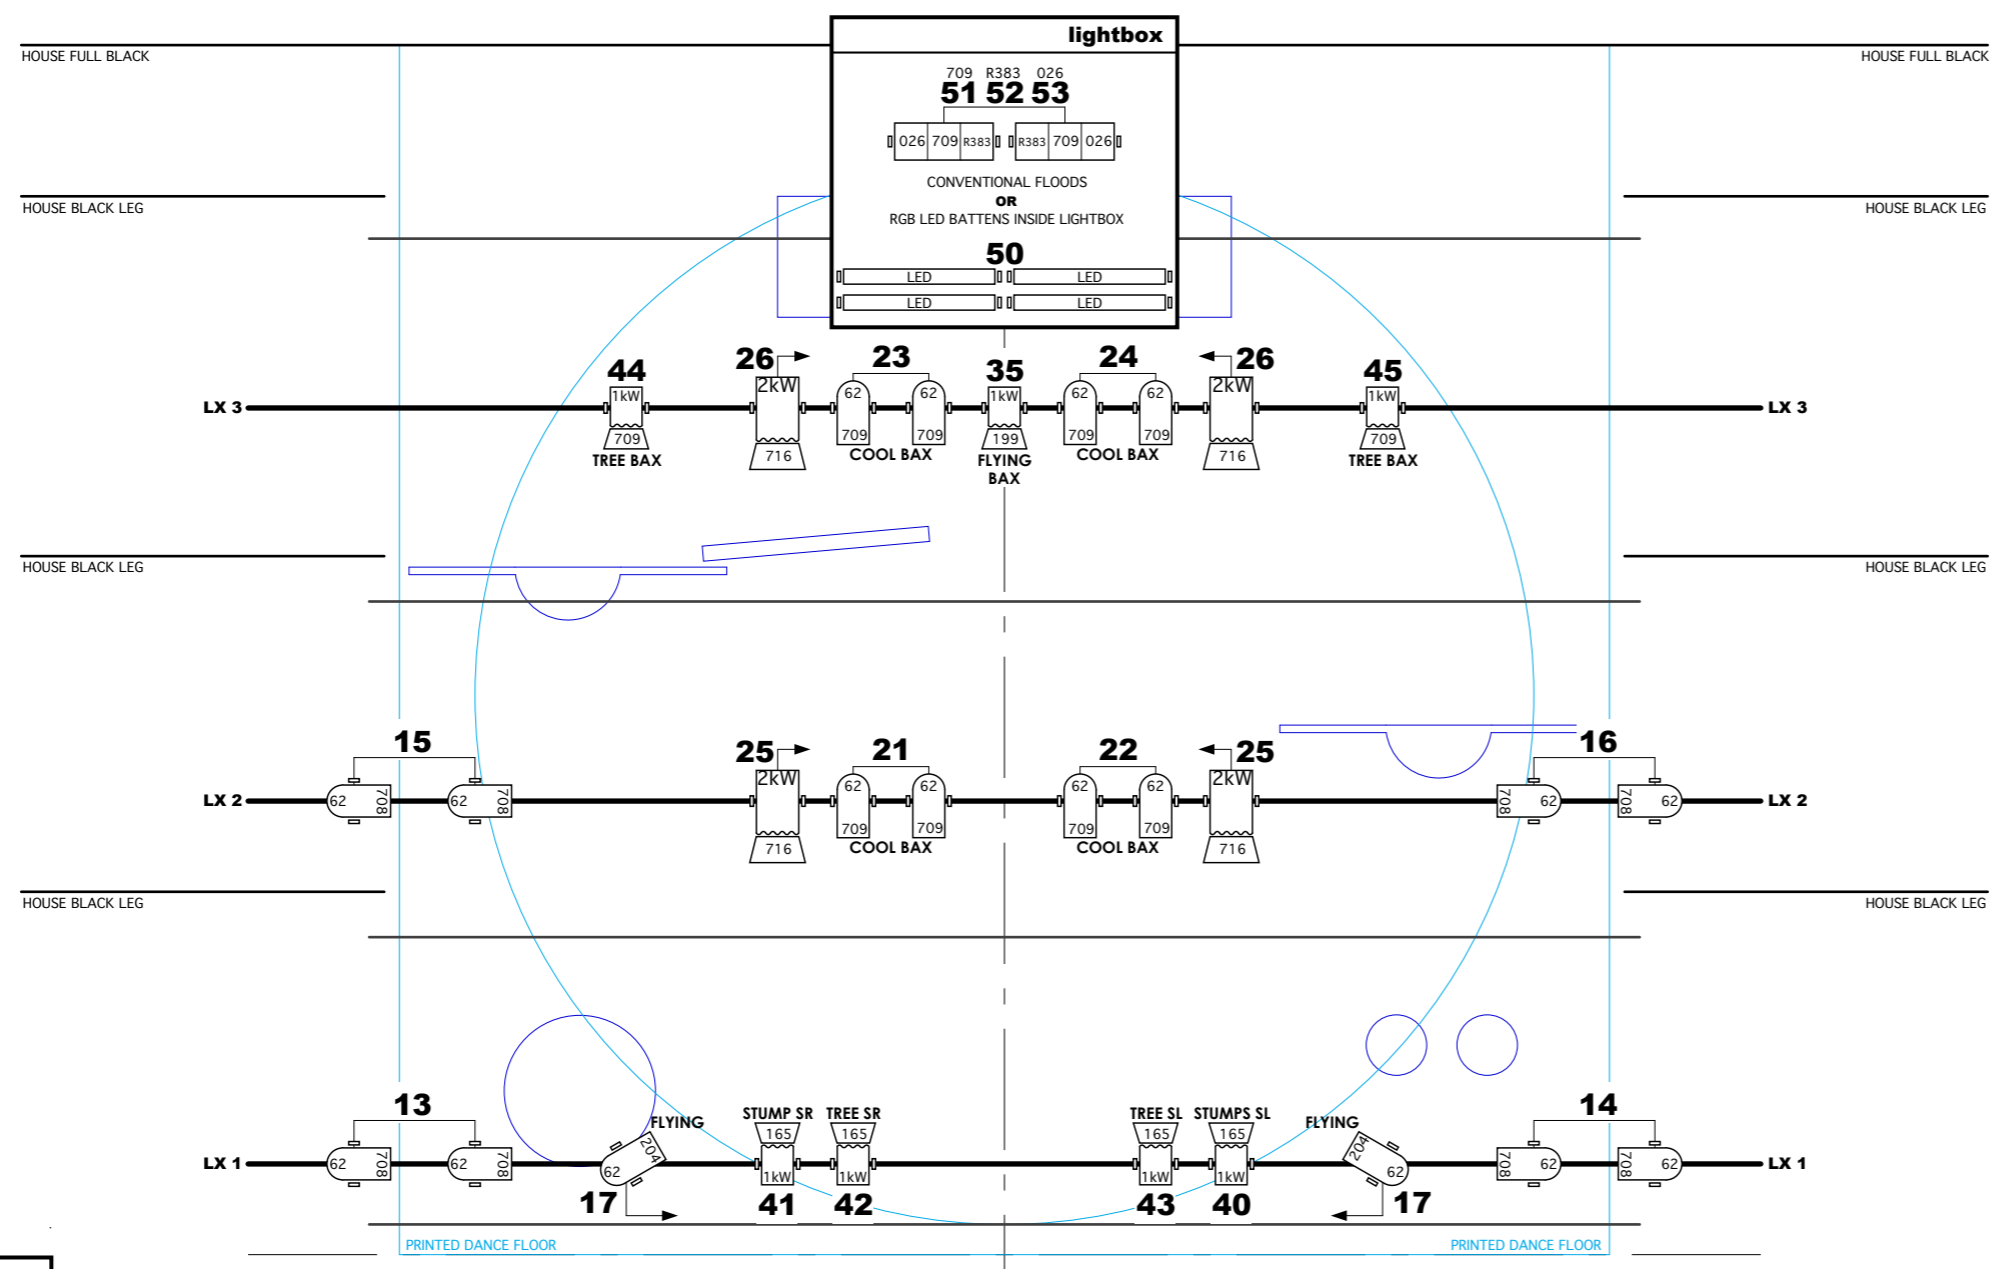 lightbox
HOUSE FULL BLACK HOUSE FULL BLACK
709 R383 026
51 52 53
026 709 R383 R383 709 026
CONVENTIONAL FLOODS
OR
RGB LED BATTENS INSIDE LIGHTBOX
HOUSE BLACK LEG HOUSE BLACK LEG
50
LED LED
LED LED
26 23 35 24 26
44 45
1kW 2kW 62 62 1kW 62 62 2kW 1kW
LX 3 LX 3
709 716 709 709 199 709 709 716 709
TREE BAX COOL BAX FLYING COOL BAX TREE BAX
BAX
HOUSE BLACK LEG HOUSE BLACK LEG
15 25 21 22 25 16
2kW 62 62 62 62 2kW
LX 2 62 708 62 708 708 62 708 62 LX 2
709 709 709 709
716 COOL BAX COOL BAX 716
HOUSE BLACK LEG HOUSE BLACK LEG
13 14
STUMP SR TREE SR TREE SL STUMPS SL
FLYING FLYING
165 165 165 165
204 204
LX 1 62 708 62 708 62 62 708 62 708 62 LX 1
1kW 1kW 1kW 1kW
17 41 42 43 40 17
PRINTED DANCE FLOOR PRINTED DANCE FLOOR